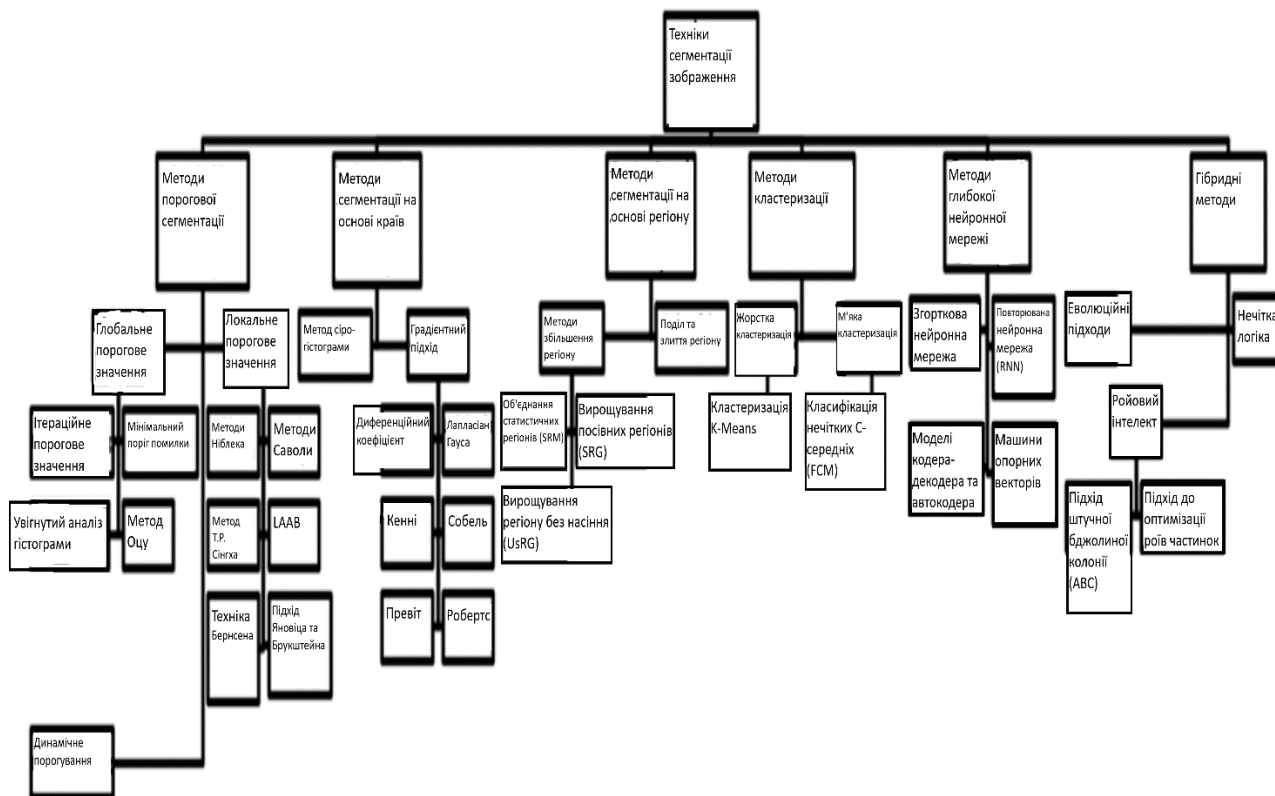 Техніки
сегментації
зображення
Методи
порогової
сегментації
Методи
сегментації на
основі країв
Методи
сегментації на
основі регіону
Методи
кластеризації
Методи
глибокої
нейронної
мережі
Гібридні
методи
Глобальне
порогове
значення
Локальне
порогове
значення
Метод сіро-
гістограми
Градієнтний
підхід
Методи
збільшення
регіону
Поділ та
злиття регіону
Жорстка
кластеризація
М'яка
кластеризація
Згорткова
нейронна
мережа
Повторювана
нейронна
мережа
(RNN)
Еволюційні
підходи
Нечітка
логіка
Ітераційне
порогове
значення
Мінімальний
поріг помилки
Методи
Ніблека
Методи
Саволи
Диференційний
коефіцієнт
Лапласіан
Гауса
Об'єднання
статистичних
регіонів (SRM)
Вирощування
посівних регіонів
(SRG)
Кластеризація
K-Means
Класифікація
нечітких С-
середніх
(FCM)
Моделі
кодера-
декодера та
автокодера
Машини
опорних
векторів
Ройовий
інтелект
Увігнутий аналіз
гістограми
Метод
Оцу
Метод
Т.Р.
Сінгха
LAAB
Кенні
Собель
Вирощування
регіону без насіння
(UsRG)
Підхід
штучної
бджолиної
колонії
(ABC)
Підхід до
оптимізації
роїв частинок
Техніка
Бернсена
Підхід
Яновіца та
Брукштейна
Превіт
Робертс
Динамічне
порогування